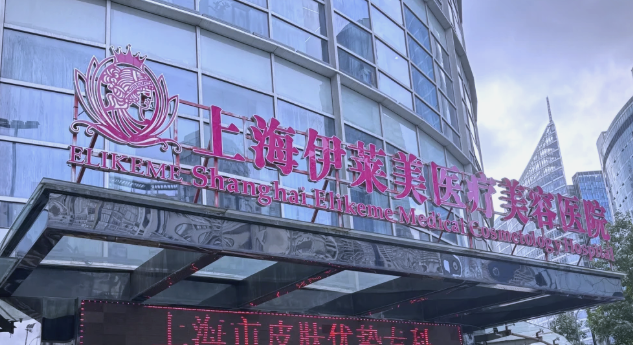 上海伊莱美医疗美容医院
ELIKEME Shanghai Elikeme Medical Cosmetology Hospital
上海市皮肤优势专科